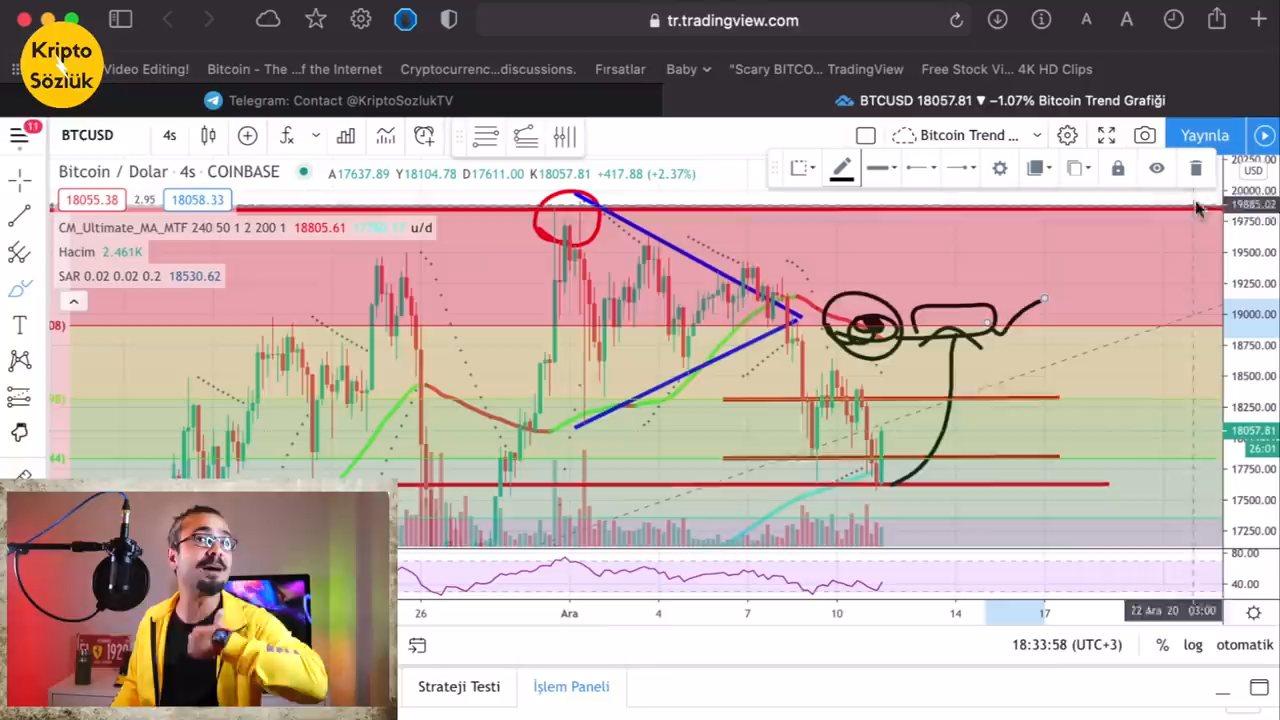 tr.tradingview.com
A
A
Kripto
Sözlük
Video Editing!
Bitcoin - The ...f the Internet
Cryptocurrenc...discussions.
Fırsatlar
Baby
"Scary BITCO... TradingView
Free Stock Vi... 4K HD Clips
Telegram: Contact @KriptoSozlukTV
BTCUSD 18057.81 ▼ −1.07% Bitcoin Trend Grafiği
11
BTCUSD
4s
Bitcoin Trend ...
Yayınla
Bitcoin / Dolar · 4s · COINBASE
A17637.89 Y18104.78 D17611.00 K18057.81 +417.88 (+2.37%)
18055.38
2.95
18058.33
CM_Ultimate_MA_MTF 240 50 1 2 200 1 18805.61
u/d
Hacim 2.461K
SAR 0.02 0.02 0.2 18530.62
20250.00
USD
20000.00
19885.02
19750.00
19500.00
19250.00
19000.00
18750.00
18500.00
18250.00
18057.81
26:01
17750.00
17500.00
17250.00
80.00
40.00
26
Ara
4
7
10
14
17
22 Ara 20 03:00
18:33:58 (UTC+3)
%
log
otomatik
Strateji Testi
İşlem Paneli